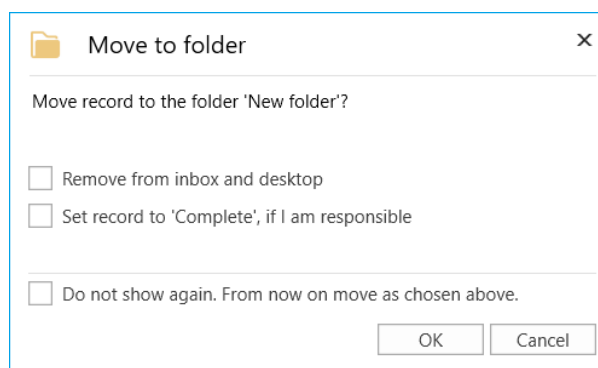 Move to folder
Move record to the folder 'New folder'?
Remove from inbox and desktop
Set record to 'Complete', if I am responsible
Do not show again. From now on move as chosen above.
OK Cancel